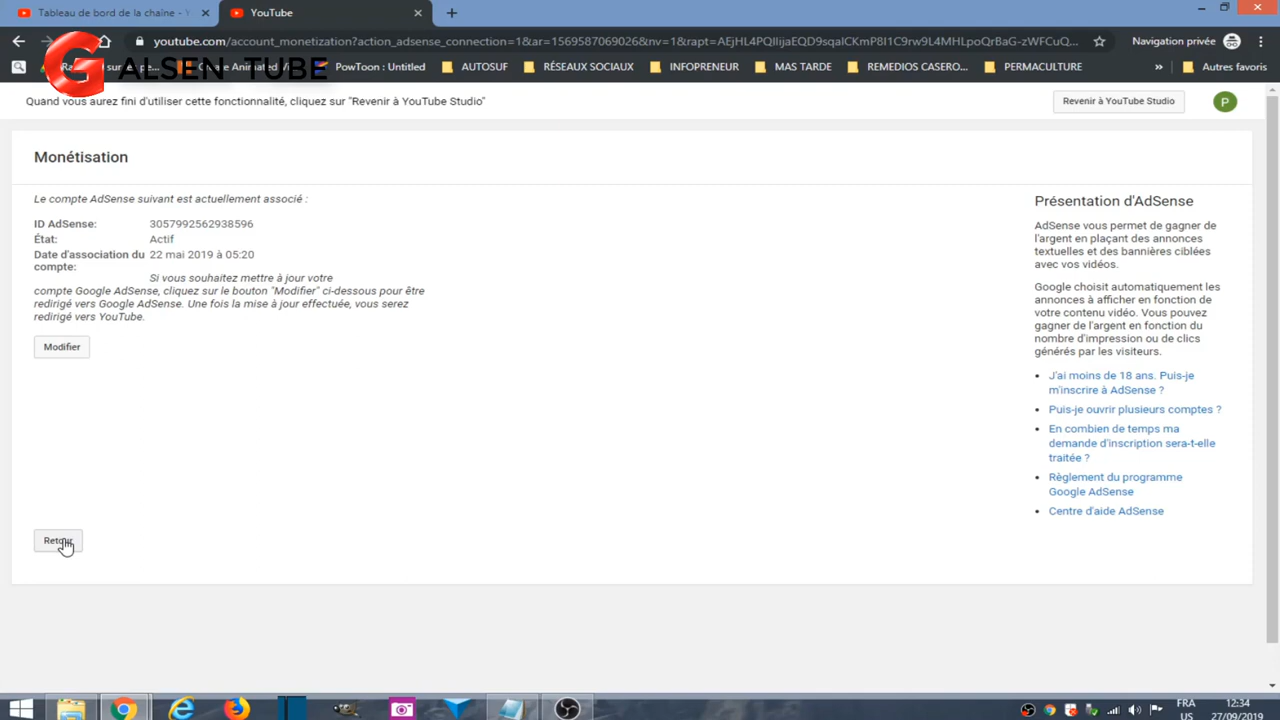 Tableau de bord de la chaîne - Y
YouTube
youtube.com/account_monetization?action_adsense_connection=1&ar=1569587069026&nv=1&rapt=
Navigation privée
GALSEN TUBE
PowToon : Untitled
AUTOSUF
RÉSEAUX SOCIAUX
INFOPRENEUR
MAS TARDE
REMEDIOS CASERO...
PERMACULTURE
»
Autres favoris
Quand vous aurez fini d'utiliser cette fonctionnalité, cliquez sur "Revenir à YouTube Studio"
Revenir à YouTube Studio
P
Monétisation
Le compte AdSense suivant est actuellement associé :
ID AdSense: 3057992562938596
État: Actif
Date d'association du 22 mai 2019 à 05:20
compte:
Si vous souhaitez mettre à jour votre
compte Google AdSense, cliquez sur le bouton "Modifier" ci-dessous pour être
redirigé vers Google AdSense. Une fois la mise à jour effectuée, vous serez
redirigé vers YouTube.
Modifier
Retour
Présentation d'AdSense
AdSense vous permet de gagner de
l'argent en plaçant des annonces
textuelles et des bannières ciblées
avec vos vidéos.
Google choisit automatiquement les
annonces à afficher en fonction de
votre contenu vidéo. Vous pouvez
gagner de l'argent en fonction du
nombre d'impression ou de clics
générés par les visiteurs.
• J'ai moins de 18 ans. Puis-je
m'inscrire à AdSense ?
• Puis-je ouvrir plusieurs comptes ?
• En combien de temps ma
demande d'inscription sera-t-elle
traitée ?
• Règlement du programme
Google AdSense
• Centre d'aide AdSense
FRA
US
12:34
27/09/2019